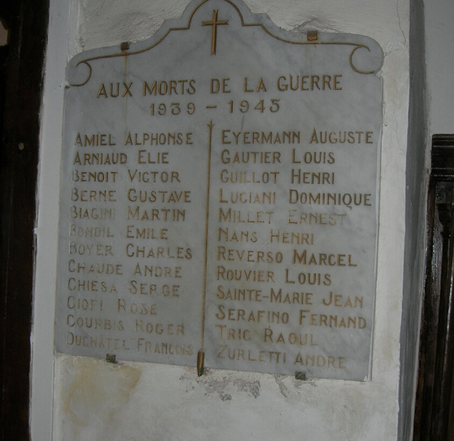 AUX MORTS DE LA GUERRE
1939 - 1945
AMIEL ALPHONSE
ARNIAUD ELIE
BENOIT VICTOR
BERNE GUSTAVE
BIAGINI MARTIN
EMILE
BOYER CHARLES
CHAUDE ANDRE
CHIESA SERGE
CIOFI ROSE
COURBIS ROGER
DUCHATEL FRANÇOIS
EYERMANN AUGUSTE
GAUTIER LOUIS
GUILLOT HENRI
LUCIANI DOMINIQUE
MILLET ERNEST
NANS HENRI
REVERSO MARCEL
ROUVIER LOUIS
SAINTE-MARIE JEAN
SERAFINO FERNAND
TRIC RAOUL
ZURLETTI ANDRE